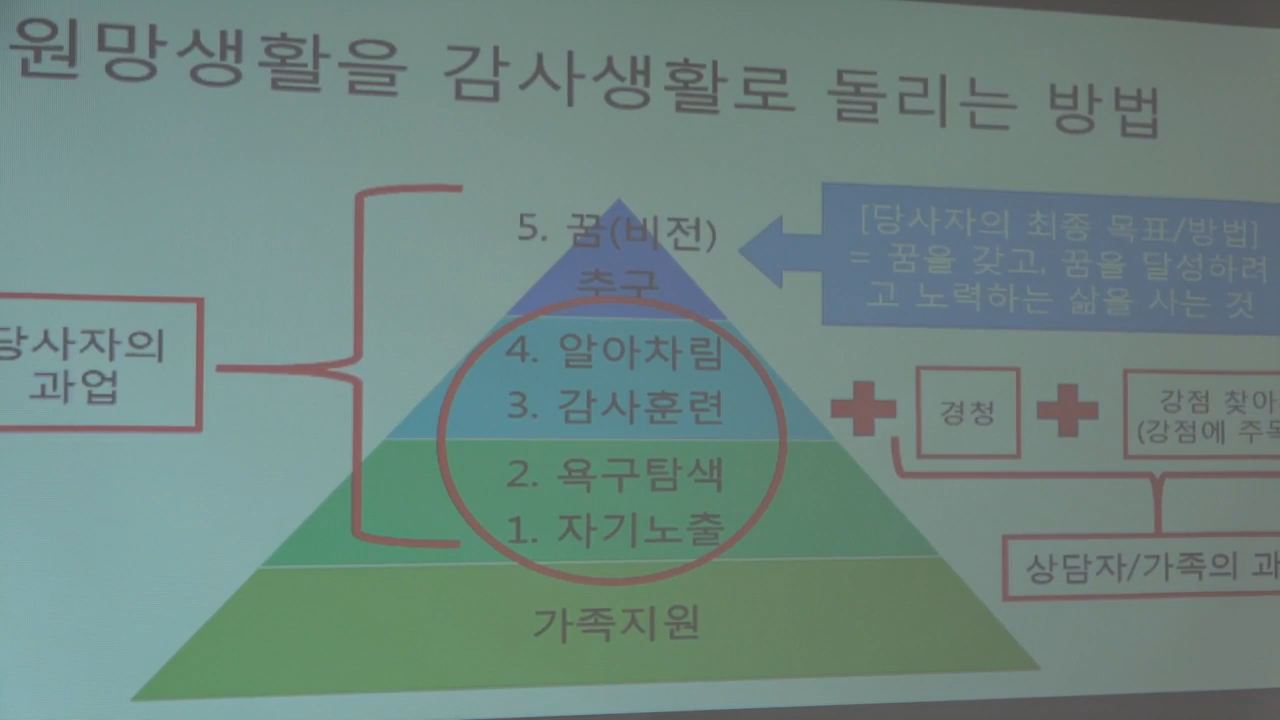 원망생활을 감사생활로 돌리는 방법
5. 꿈(비전)
추구
[당사자의 최종 목표/방법]
= 꿈을 갖고, 꿈을 달성하려
고 노력하는 삶을 사는 것
당사자의
과업
4. 알아차림
3. 감사훈련
2. 욕구탐색
1. 자기노출
경청
강점 찾아
(강점에 주목
상담자/가족의 과
가족지원